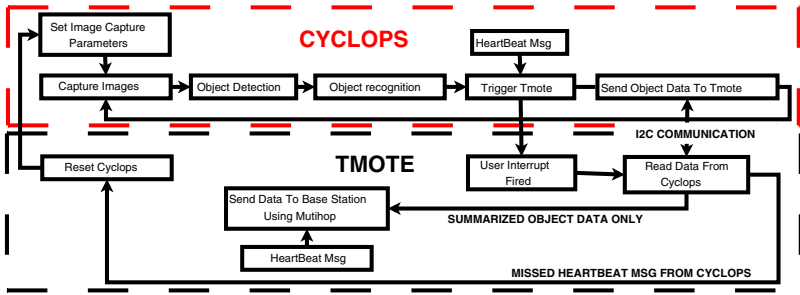 Set Image Capture
Parameters
CYCLOPS
HeartBeat Msg
Capture Images
Object Detection
Object recognition
Trigger Tmote
Send Object Data To Tmote
I2C COMMUNICATION
Reset Cyclops
TMOTE
User Interrupt
Fired
Read Data From
Cyclops
Send Data To Base Station
Using Mutihop
SUMMARIZED OBJECT DATA ONLY
HeartBeat Msg
MISSED HEARTBEAT MSG FROM CYCLOPS